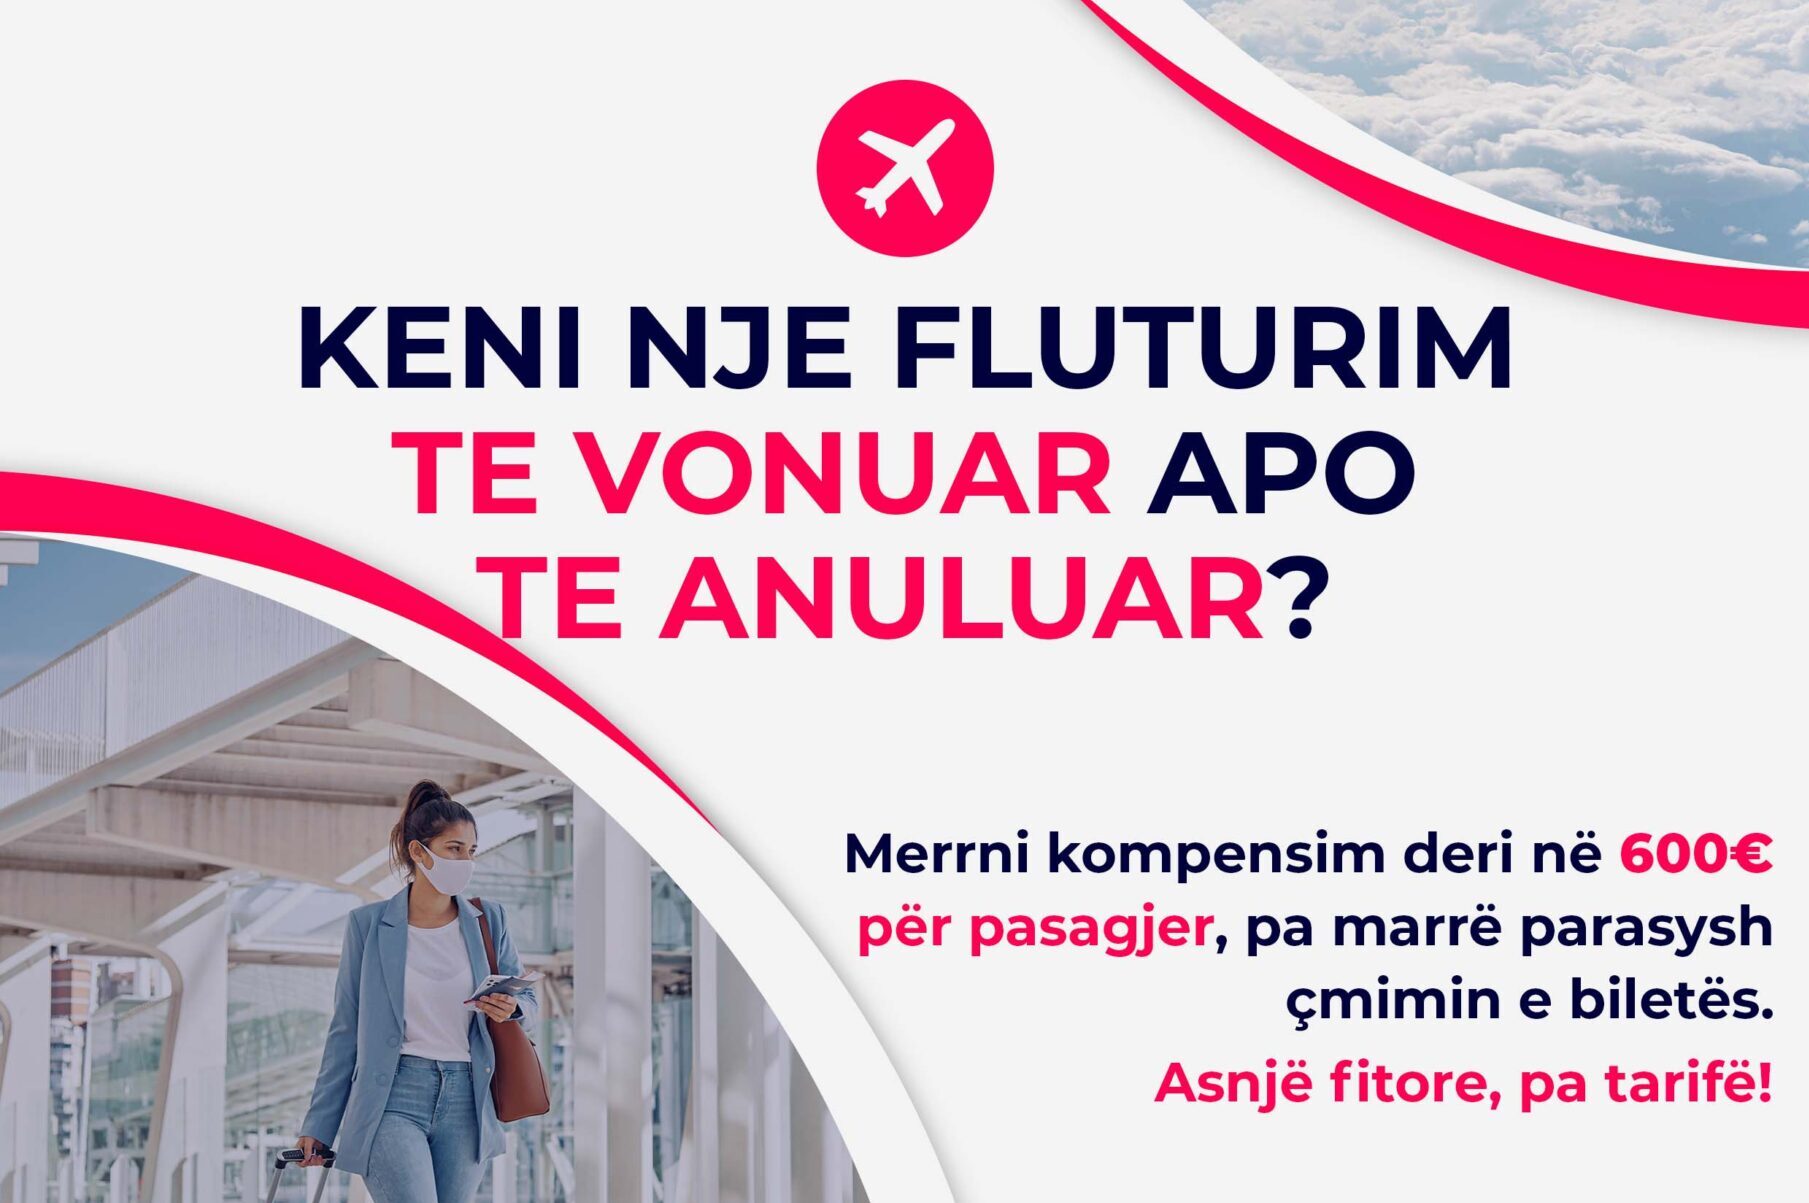 KENI NJE FLUTURIM
TE VONUAR APO
TE ANULUAR?
Merrni kompensim deri në 600€
për pasagjer, pa marrë parasysh
çmimin e biletës.
Asnjë fitore, pa tarifë!